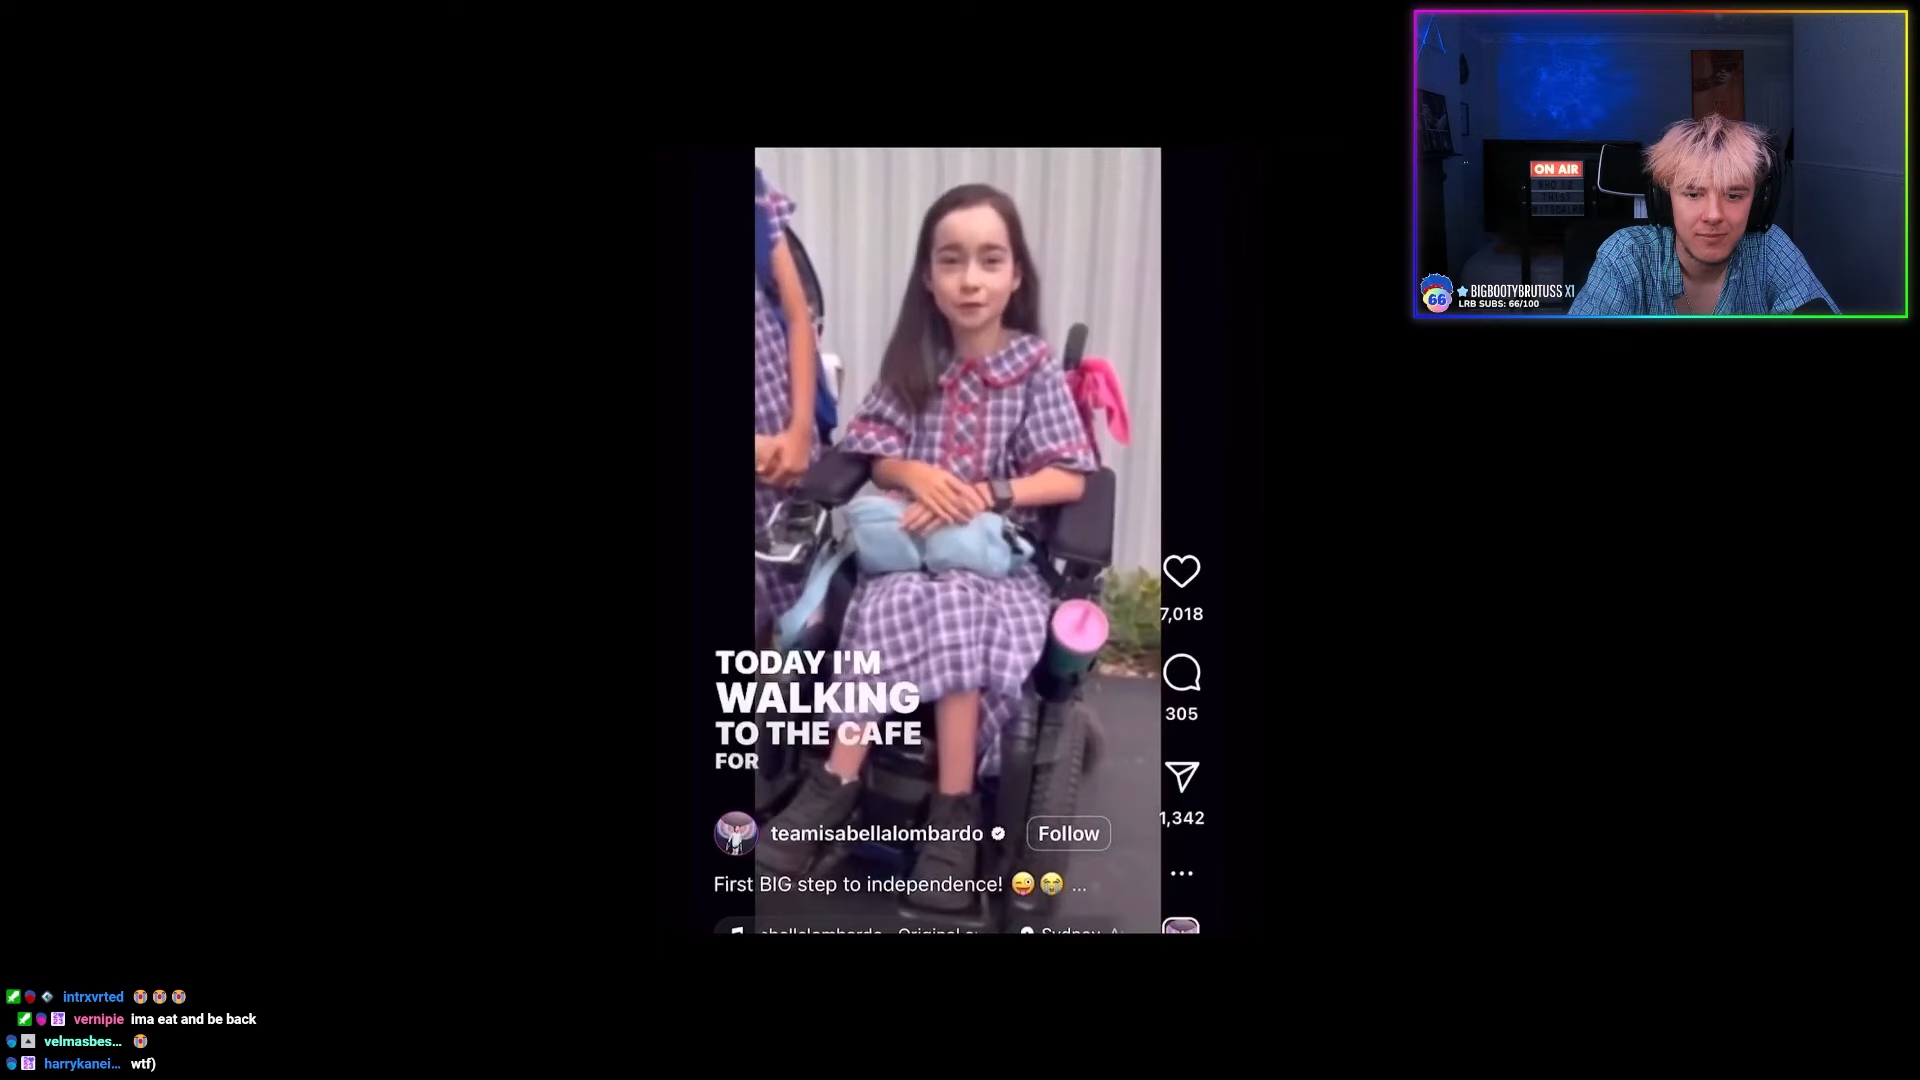 ON AIR
BIGBOOTYBRUTUSS X1
66
LRB SUBS: 66/100
7,018
TODAY I'M
WALKING
TO THE CAFE
FOR
305
1,342
teamisabellalombardo
Follow
First BIG step to independence! 😜😭 ...
intrxvrted
vernipie ima eat and be back
velmasbes...
harrykanei... wtf)